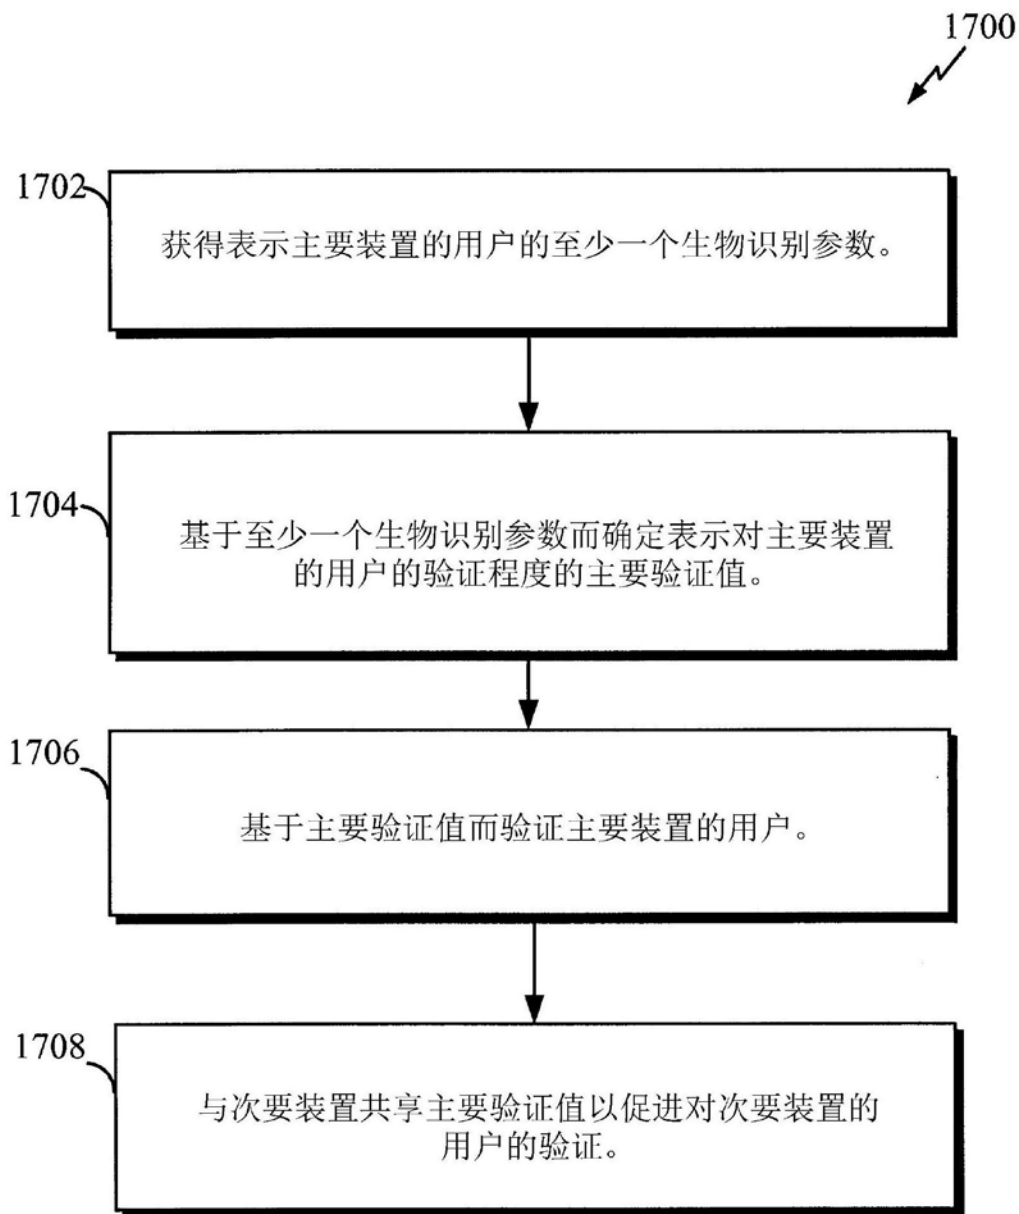 1700
1702
获得表示主要装置的用户的至少一个生物识别参数。
1704
基于至少一个生物识别参数而确定表示对主要装置
的用户的验证程度的主要验证值。
1706
基于主要验证值而验证主要装置的用户。
1708
与次要装置共享主要验证值以促进对次要装置的
用户的验证。